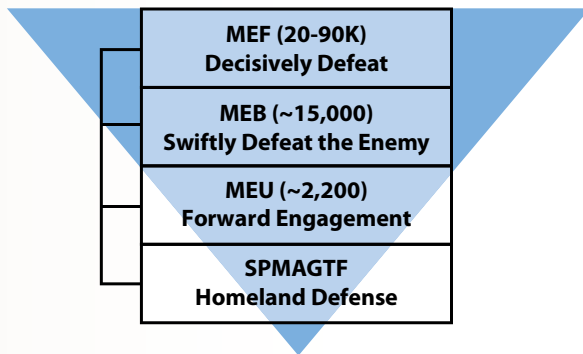 MEF (20-90K)
Decisively Defeat
MEB (~15,000)
Swiftly Defeat the Enemy
MEU (~2,200)
Forward Engagement
SPMAGTF
Homeland Defense